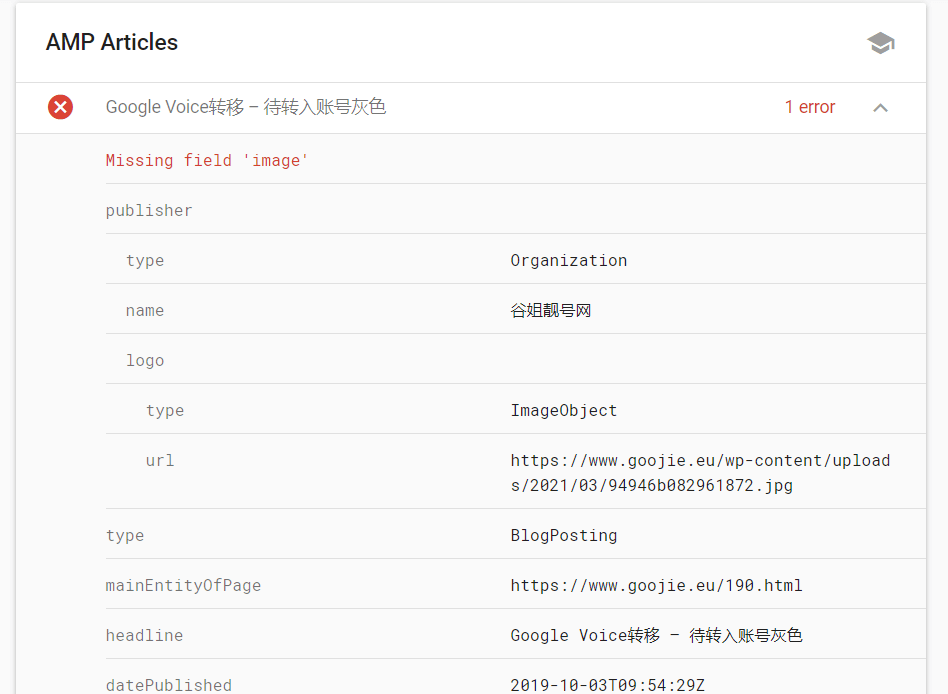 AMP Articles
Google Voice转移 – 待转入账号灰色 1 error
Missing field 'image'
publisher
type Organization
name 谷姐靓号网
logo
type ImageObject
url https://www.goojie.eu/wp-content/upload
s/2021/03/94946b082961872.jpg
type BlogPosting
mainEntityOfPage https://www.goojie.eu/190.html
headline Google Voice转移 – 待转入账号灰色
datePublished 2019-10-03T09:54:29Z